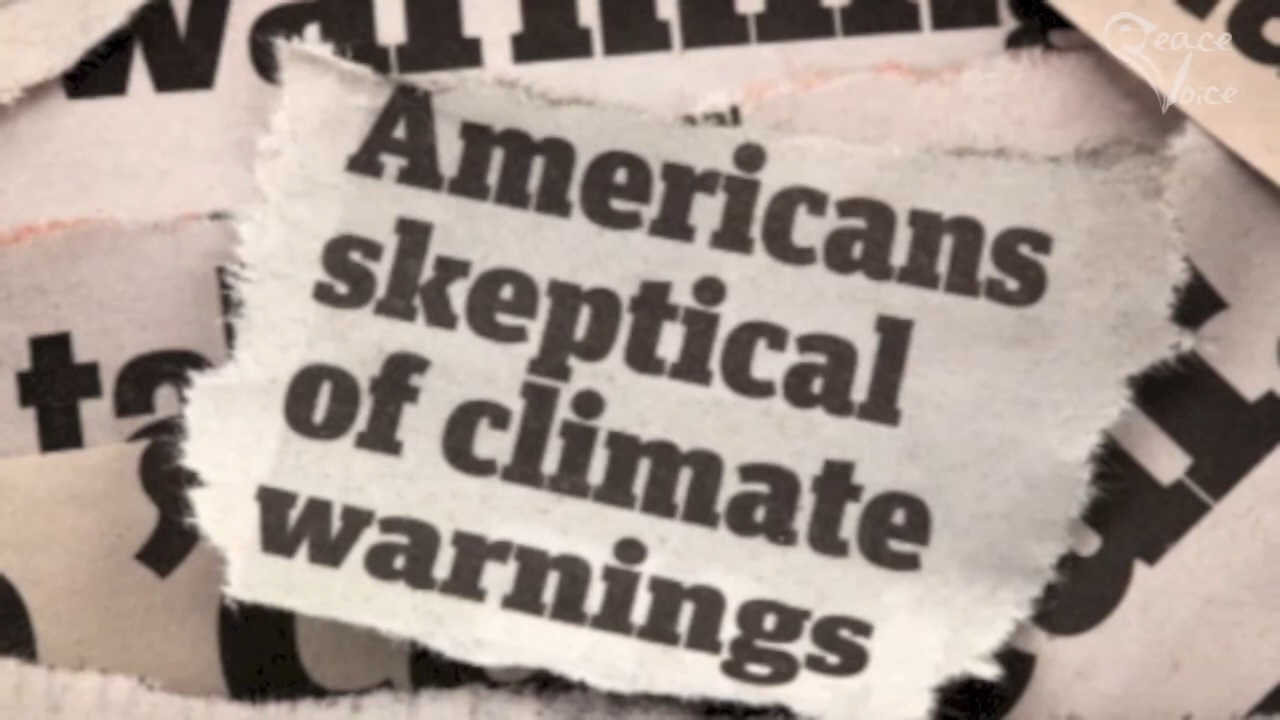 Peace
Voice
Americans
skeptical
of climate
warnings